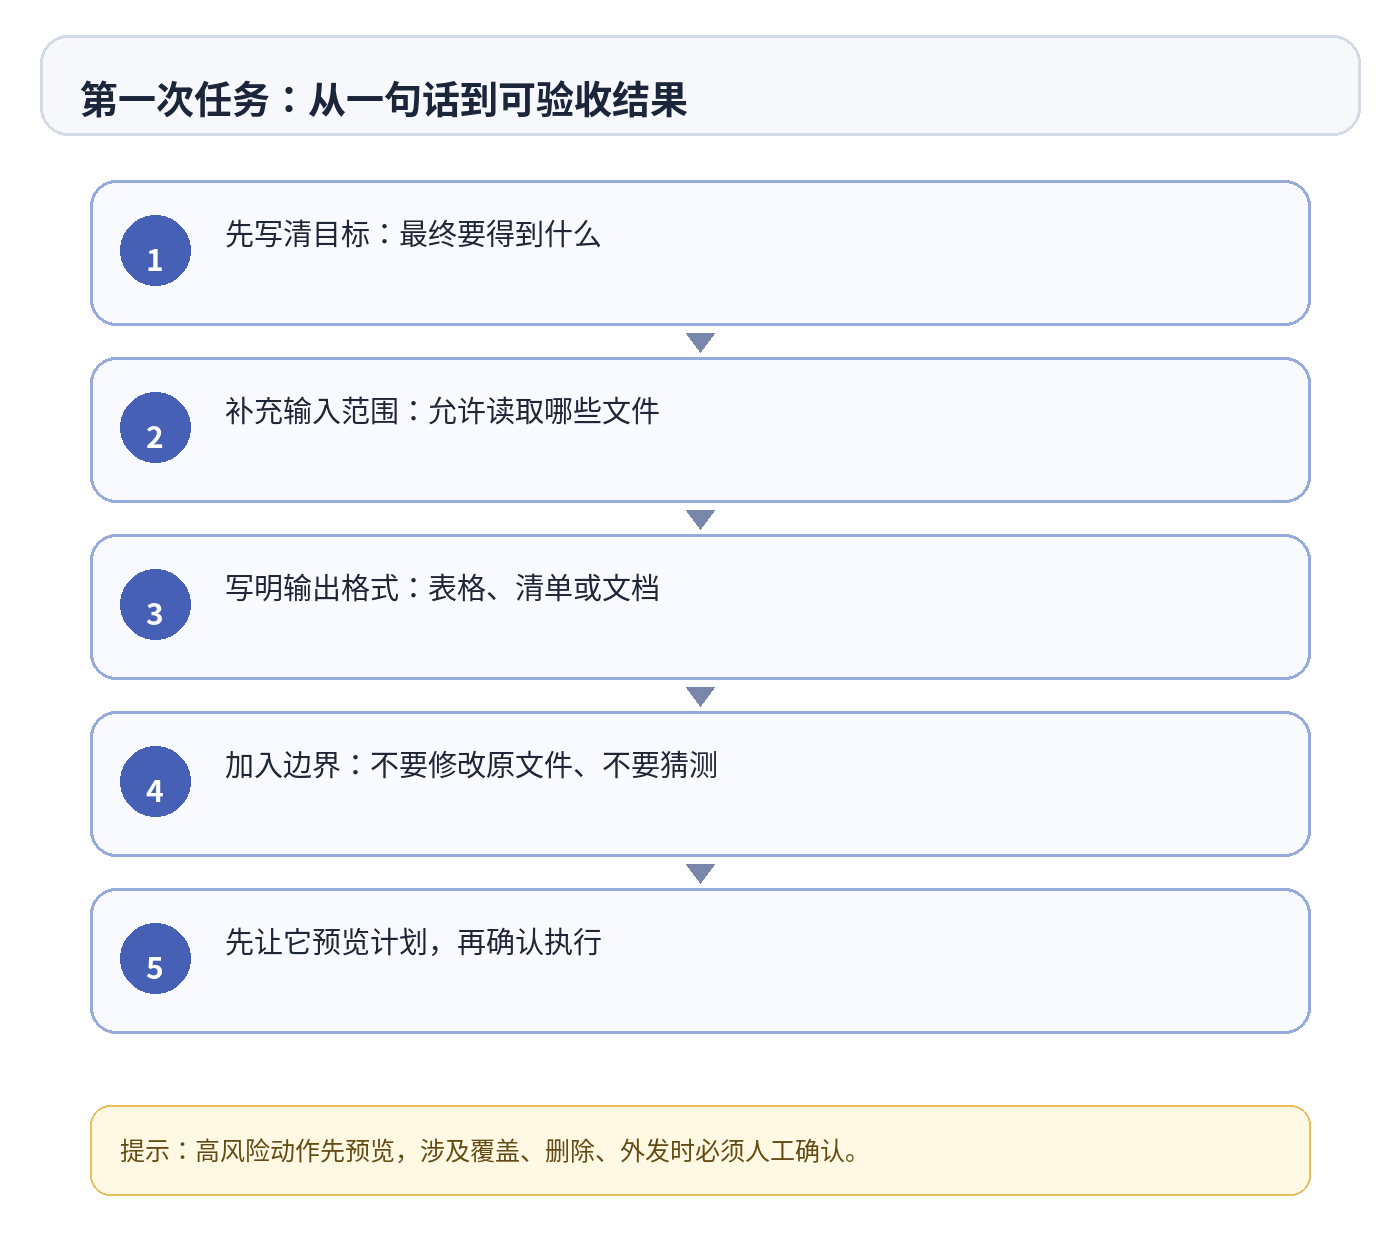 第一次任务：从一句话到可验收结果
1
先写清目标：最终要得到什么
2
补充输入范围：允许读取哪些文件
3
写明输出格式：表格、清单或文档
4
加入边界：不要修改原文件、不要猜测
5
先让它预览计划，再确认执行
提示：高风险动作先预览，涉及覆盖、删除、外发时必须人工确认。